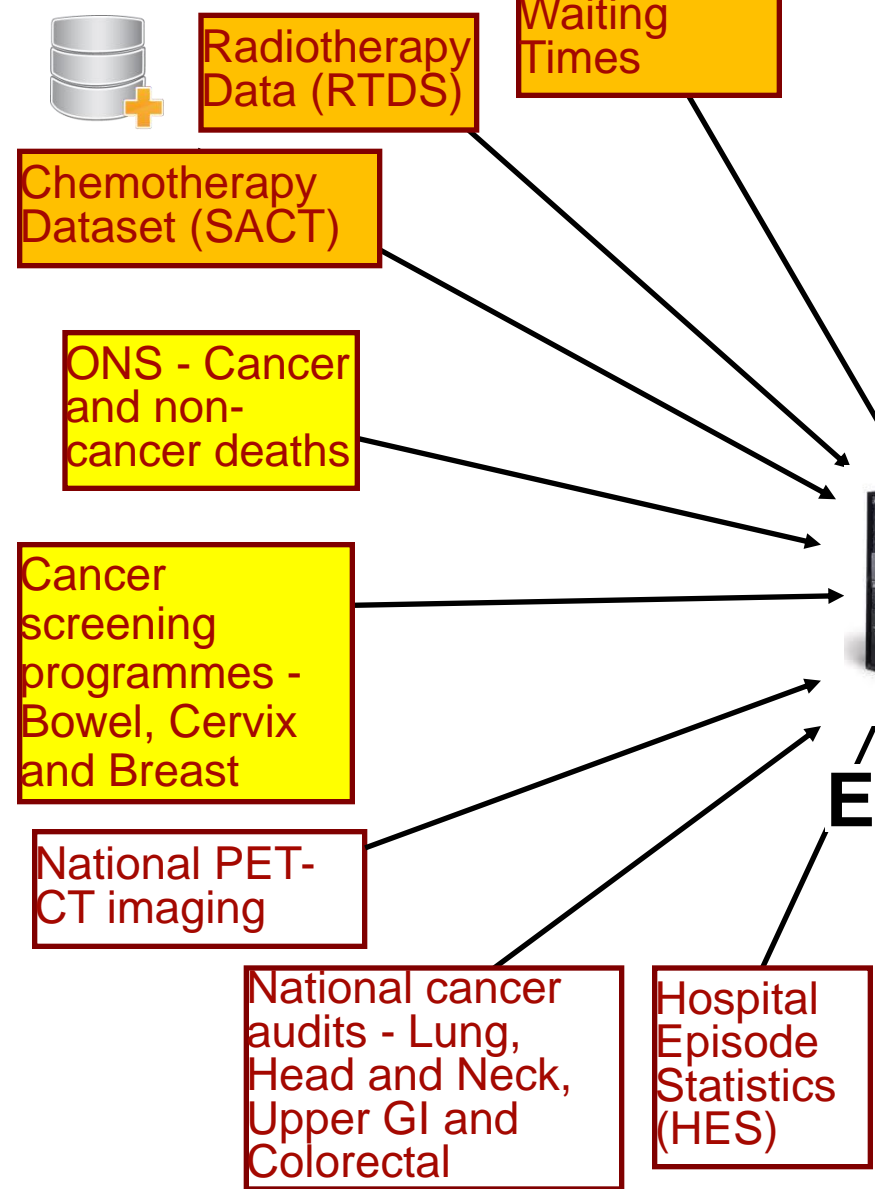 Waiting
Times
Radiotherapy
Data (RTDS)
Chemotherapy
Dataset (SACT)
ONS - Cancer
and non-
cancer deaths
Cancer
screening
programmes -
Bowel, Cervix
and Breast
E
National PET-
CT imaging
National cancer
audits - Lung,
Head and Neck,
Upper GI and
Colorectal
Hospital
Episode
Statistics
(HES)